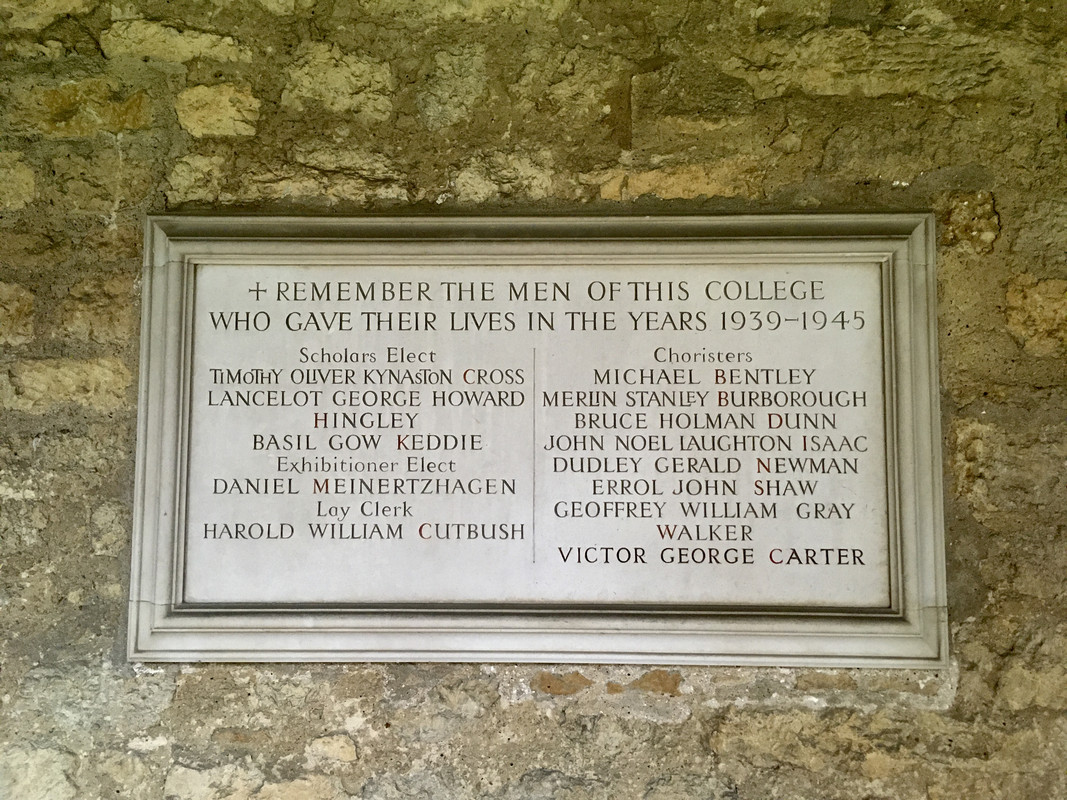 + REMEMBER THE MEN OF THIS COLLEGE
WHO GAVE THEIR LIVES IN THE YEARS 1939–1945
Scholars Elect
TIMOTHY OLIVER KYNASTON CROSS
LANCELOT GEORGE HOWARD
HINGLEY
BASIL GOW KEDDIE
Exhibitioner Elect
DANIEL MEINERTZHAGEN
Lay Clerk
HAROLD WILLIAM CUTBUSH
Choristers
MICHAEL BENTLEY
MERLIN STANLEY BURBOROUGH
BRUCE HOLMAN DUNN
JOHN NOEL LAUGHTON ISAAC
DUDLEY GERALD NEWMAN
ERROL JOHN SHAW
GEOFFREY WILLIAM GRAY
WALKER
VICTOR GEORGE CARTER